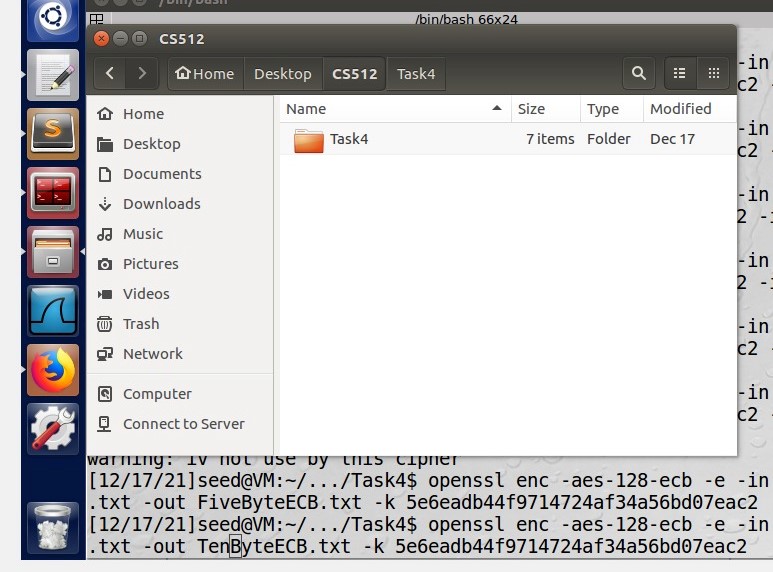 /bin/bash
/bin/bash 66x24
CS512
Home Desktop CS512 Task4
Name Size Type Modified
Home
Task4 7 items Folder Dec 17
Desktop
Documents
Downloads
Music
Pictures
Videos
Trash
Network
Computer
Connect to Server
-in
c2
-in
c2 -
-in
2 -i
-in
2 -i
-in
c2 -
-in
c2 -
warning: iv not use by this cipher
[12/17/21]seed@VM:~/.../Task4$ openssl enc -aes-128-ecb -e -in
.txt -out FiveByteECB.txt -k 5e6eadb44f9714724af34a56bd07eac2
[12/17/21]seed@VM:~/.../Task4$ openssl enc -aes-128-ecb -e -in
.txt -out TenByteECB.txt -k 5e6eadb44f9714724af34a56bd07eac2